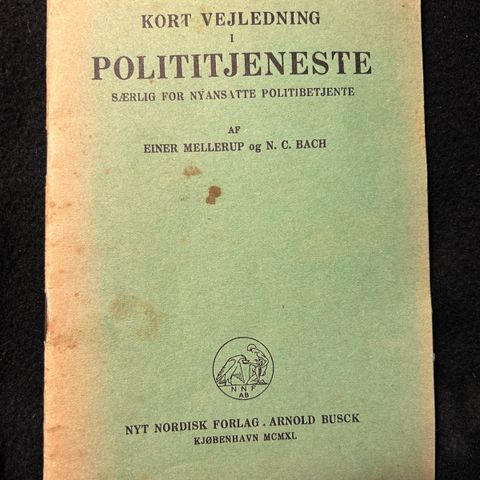 KORT VEJLEDNING
I
POLITITJENESTE
SÆRLIG FOR NYANSATTE POLITIBETJENTE
AF
EINER MELLERUP og N. C. BACH
NNF
AB
NYT NORDISK FORLAG . ARNOLD BUSCK
KJØBENHAVN MCMXL